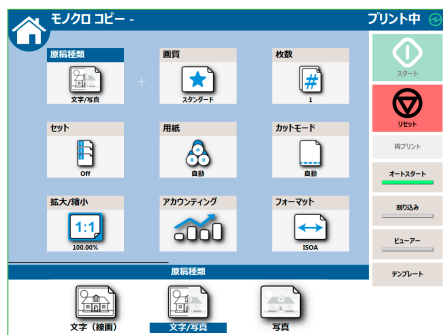 モノクロ コピー -
プリント中
原稿種類
文字/写真
画質
スタンダード
枚数
#
1
セット
Off
用紙
自動
カットモード
自動
拡大/縮小
1:1
100.00%
アカウンティング
フォーマット
ISOA
スタート
リセット
再プリント
オートスタート
割り込み
ビューアー
テンプレート
原稿種類
文字（線画）
文字/写真
写真